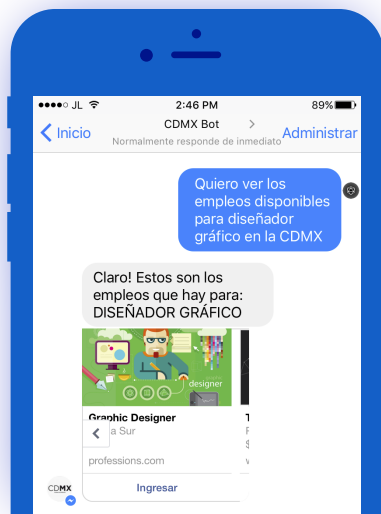 JL 2:46 PM 89%
Inicio CDMX Bot Administrar
Normalmente responde de inmediato
Quiero ver los
empleos disponibles
para diseñador
gráfico en la CDMX
Claro! Estos son los
empleos que hay para:
DISEÑADOR GRÁFICO
designer
Graphic Designer
a Sur
professions.com
Ingresar
CDMX